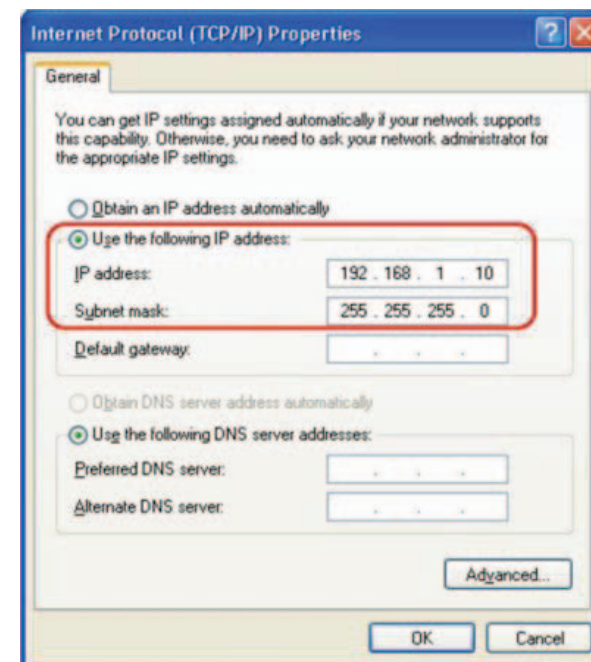 Internet Protocol (TCP/IP) Properties
General
You can get IP settings assigned automatically if your network supports
this capability. Otherwise, you need to ask your network administrator for
the appropriate IP settings.
Obtain an IP address automatically
Use the following IP address:
IP address: 192 . 168 . 1 . 10
Subnet mask: 255 . 255 . 255 . 0
Default gateway: . . .
Obtain DNS server address automatically
Use the following DNS server addresses:
Preferred DNS server: . . .
Alternate DNS server: . . .
Advanced...
OK Cancel